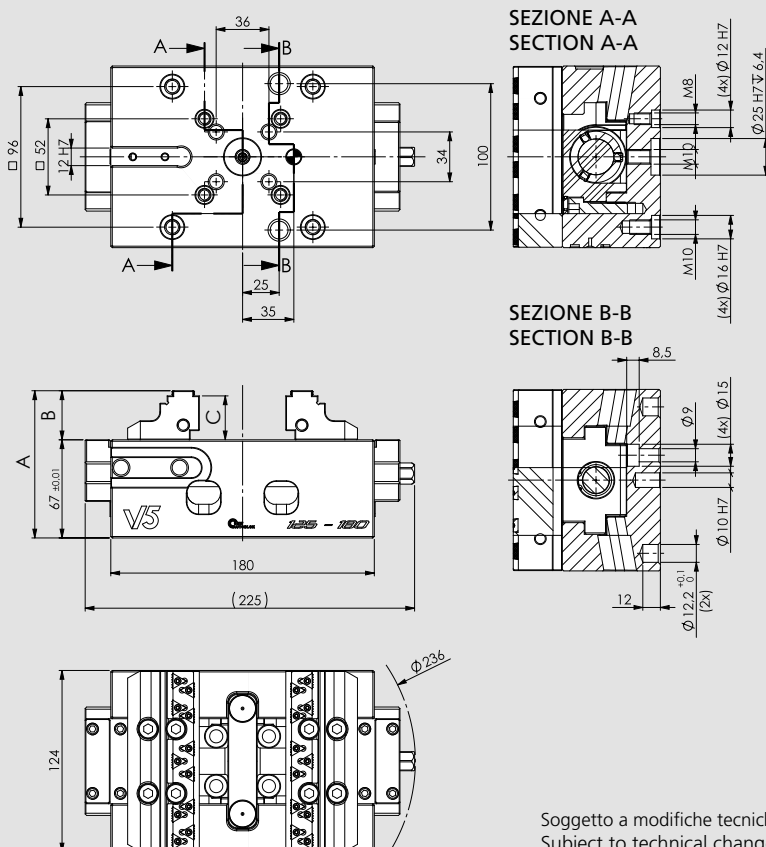 SEZIONE A-A
SECTION A-A
36
A
B
□ 96
□ 52
12 H7
34
100
A
B
25
35
M8
(4x) Ø 12 H7
Ø 25 H7 ↧ 6,4
M10
M10
(4x) Ø 16 H7
SEZIONE B-B
SECTION B-B
8,5
Ø 9
(4x) Ø 15
Ø 10 H7
12
Ø 12,2 +0,1 0
(2x)
A
B
C
67 ±0,01
V5
125 - 180
180
( 225 )
Ø 236
124
Soggetto a modifiche tecnich
Subject to technical chang